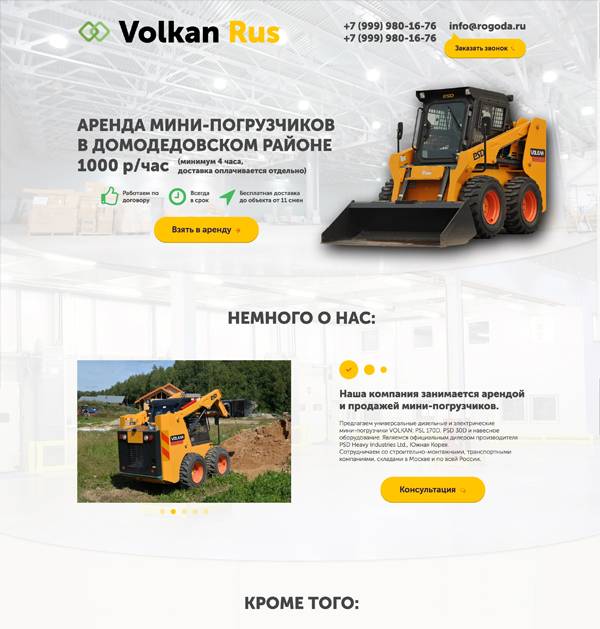 Volkan Rus
+7 (999) 980-16-76
+7 (999) 980-16-76
info@rogoda.ru
Заказать звонок
АРЕНДА МИНИ-ПОГРУЗЧИКОВ
В ДОМОДЕДОВСКОМ РАЙОНЕ
1000 р/час (минимум 4 часа,
доставка оплачивается отдельно)
Работаем по
договору
Всегда
в срок
Бесплатная доставка
до объекта от 11 смен
Взять в аренду
VOLKAN
НЕМНОГО О НАС:
VOLKAN
Наша компания занимается арендой
и продажей мини-погрузчиков.
Предлагаем универсальные дизельные и электрические
мини-погрузчики VOLKAN: PSL 170D, PSD 30D и навесное
оборудование. Являемся официальным дилером производителя
PSD Heavy Industries Ltd., Южная Корея.
Сотрудничаем со строительно-монтажными, транспортными
компаниями, складами в Москве и по всей России.
Консультация
КРОМЕ ТОГО: